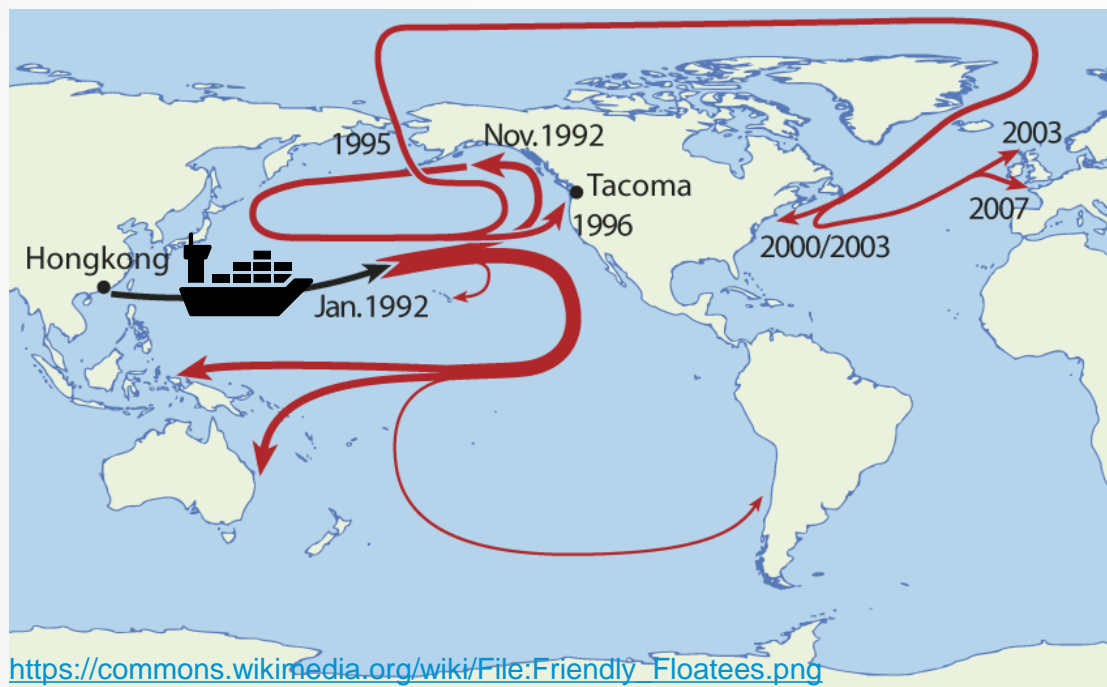 1995
Nov.1992
2003
Tacoma
1996
2007
2000/2003
Hongkong
Jan.1992
https://commons.wikimedia.org/wiki/File:Friendly_Floatees.png